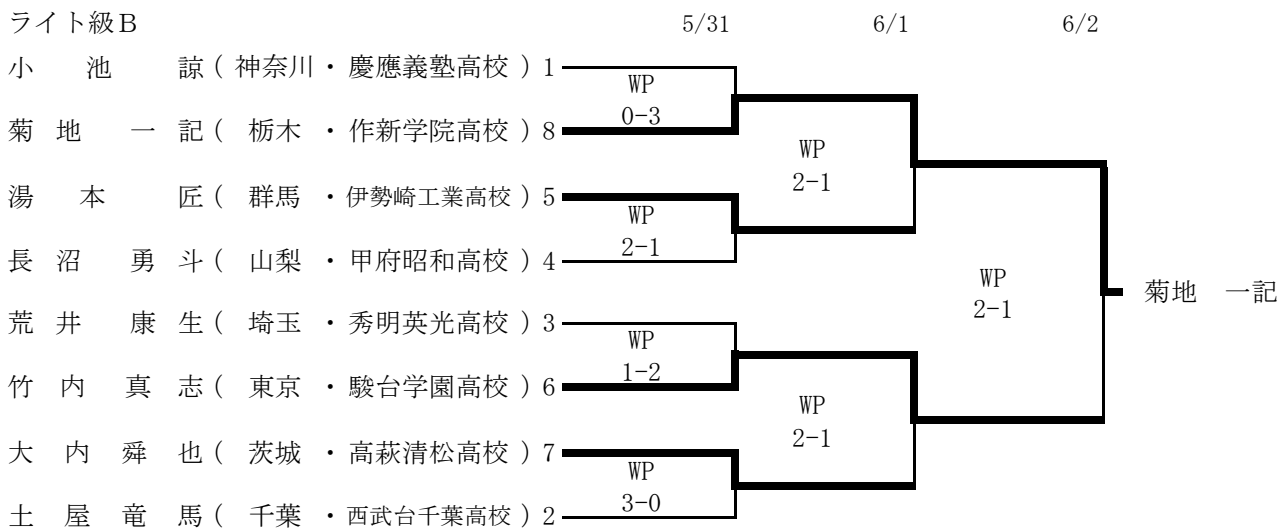 ライト級B 5/31 6/1 6/2
小池 諒 ( 神奈川 ・ 慶應義塾高校 ) 1
WP
0-3
菊地 一記 ( 栃木 ・ 作新学院高校 ) 8
WP
2-1
湯本 匠 ( 群馬 ・ 伊勢崎工業高校 ) 5
WP
2-1
長沼 勇斗 ( 山梨 ・ 甲府昭和高校 ) 4
WP
2-1
菊地 一記
荒井 康生 ( 埼玉 ・ 秀明英光高校 ) 3
WP
1-2
竹内 真志 ( 東京 ・ 駿台学園高校 ) 6
WP
2-1
大内 舜也 ( 茨城 ・ 高萩清松高校 ) 7
WP
3-0
土屋 竜馬 ( 千葉 ・ 西武台千葉高校 ) 2